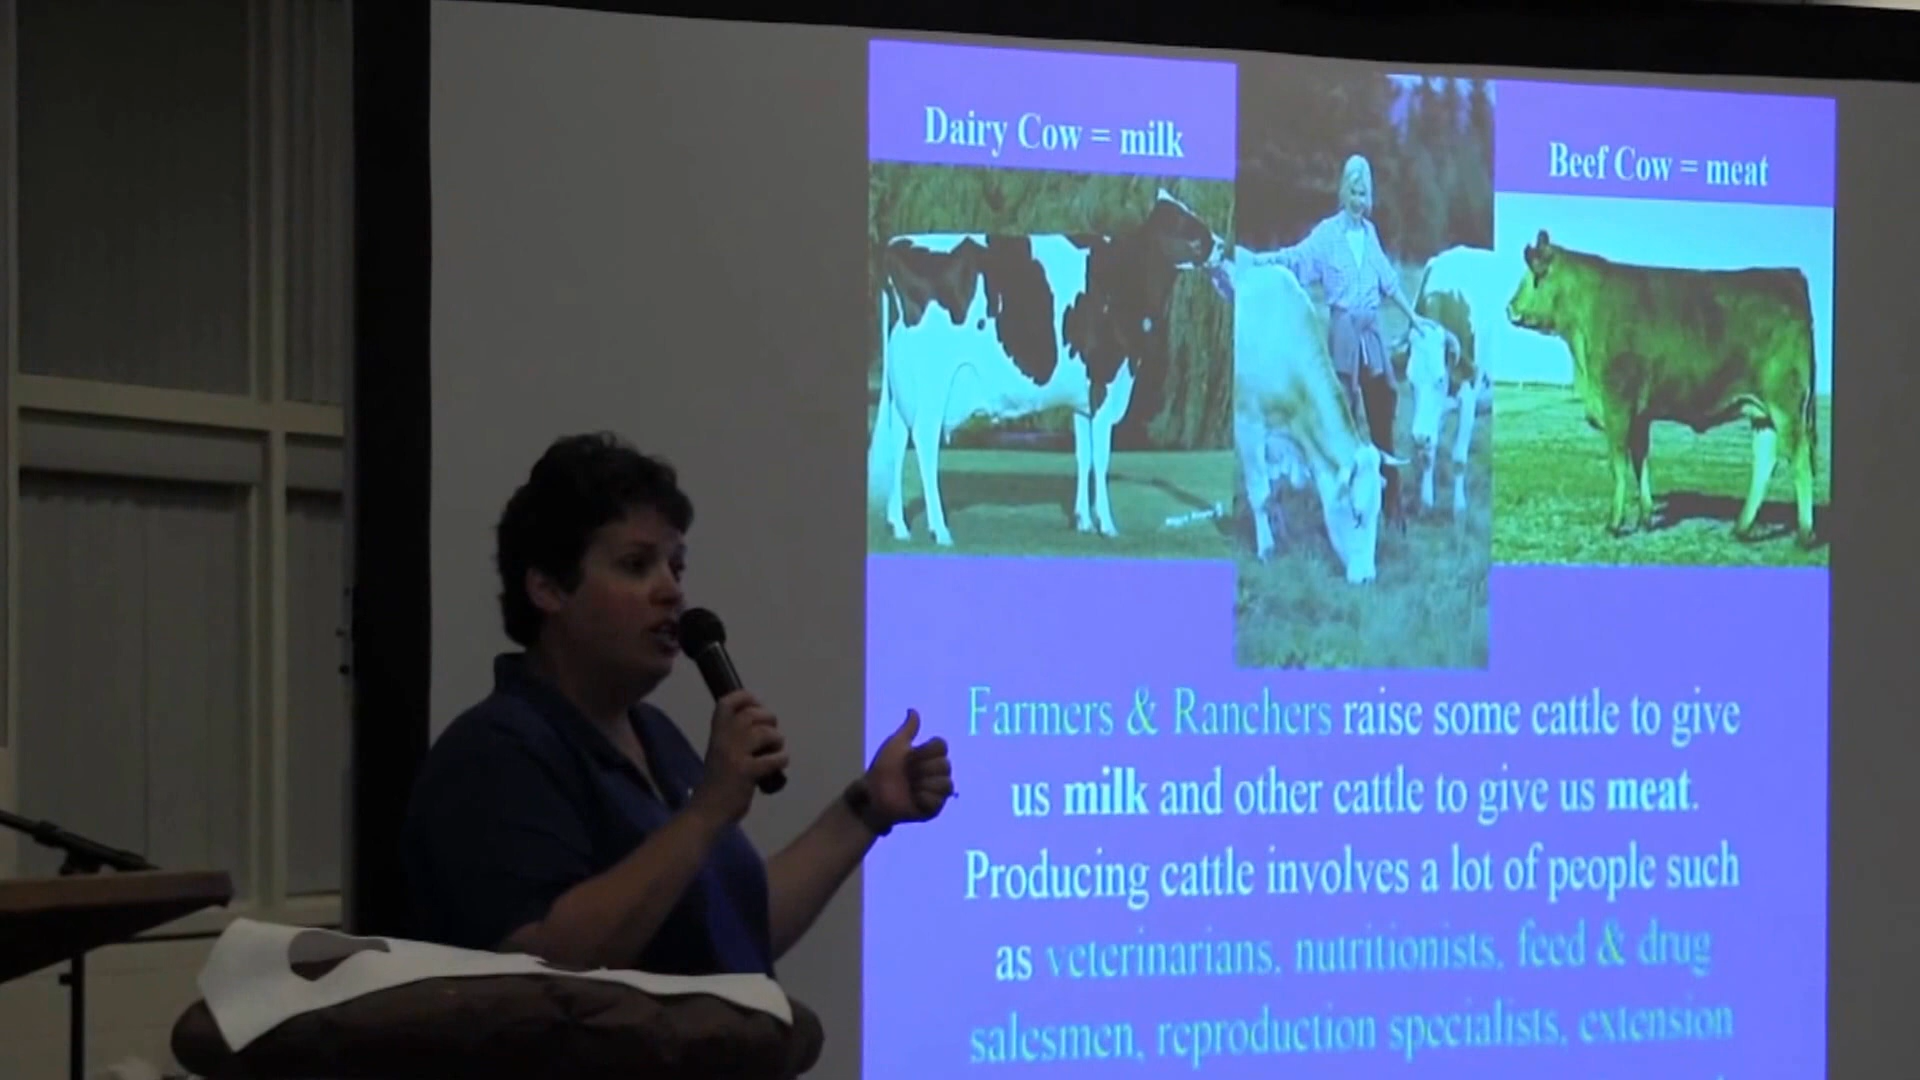 Dairy Cow = milk
Beef Cow = meat
Farmers & Ranchers raise some cattle to give
us milk and other cattle to give us meat.
Producing cattle involves a lot of people such
as veterinarians, nutritionists, feed & drug
salesmen, reproduction specialists, extension